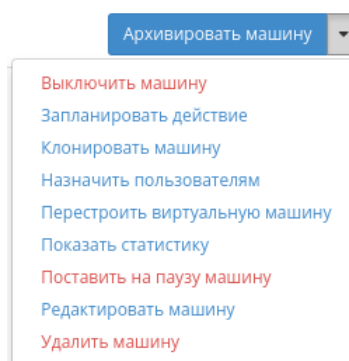 Архивировать машину
Выключить машину
Запланировать действие
Клонировать машину
Назначить пользователям
Перестроить виртуальную машину
Показать статистику
Поставить на паузу машину
Редактировать машину
Удалить машину